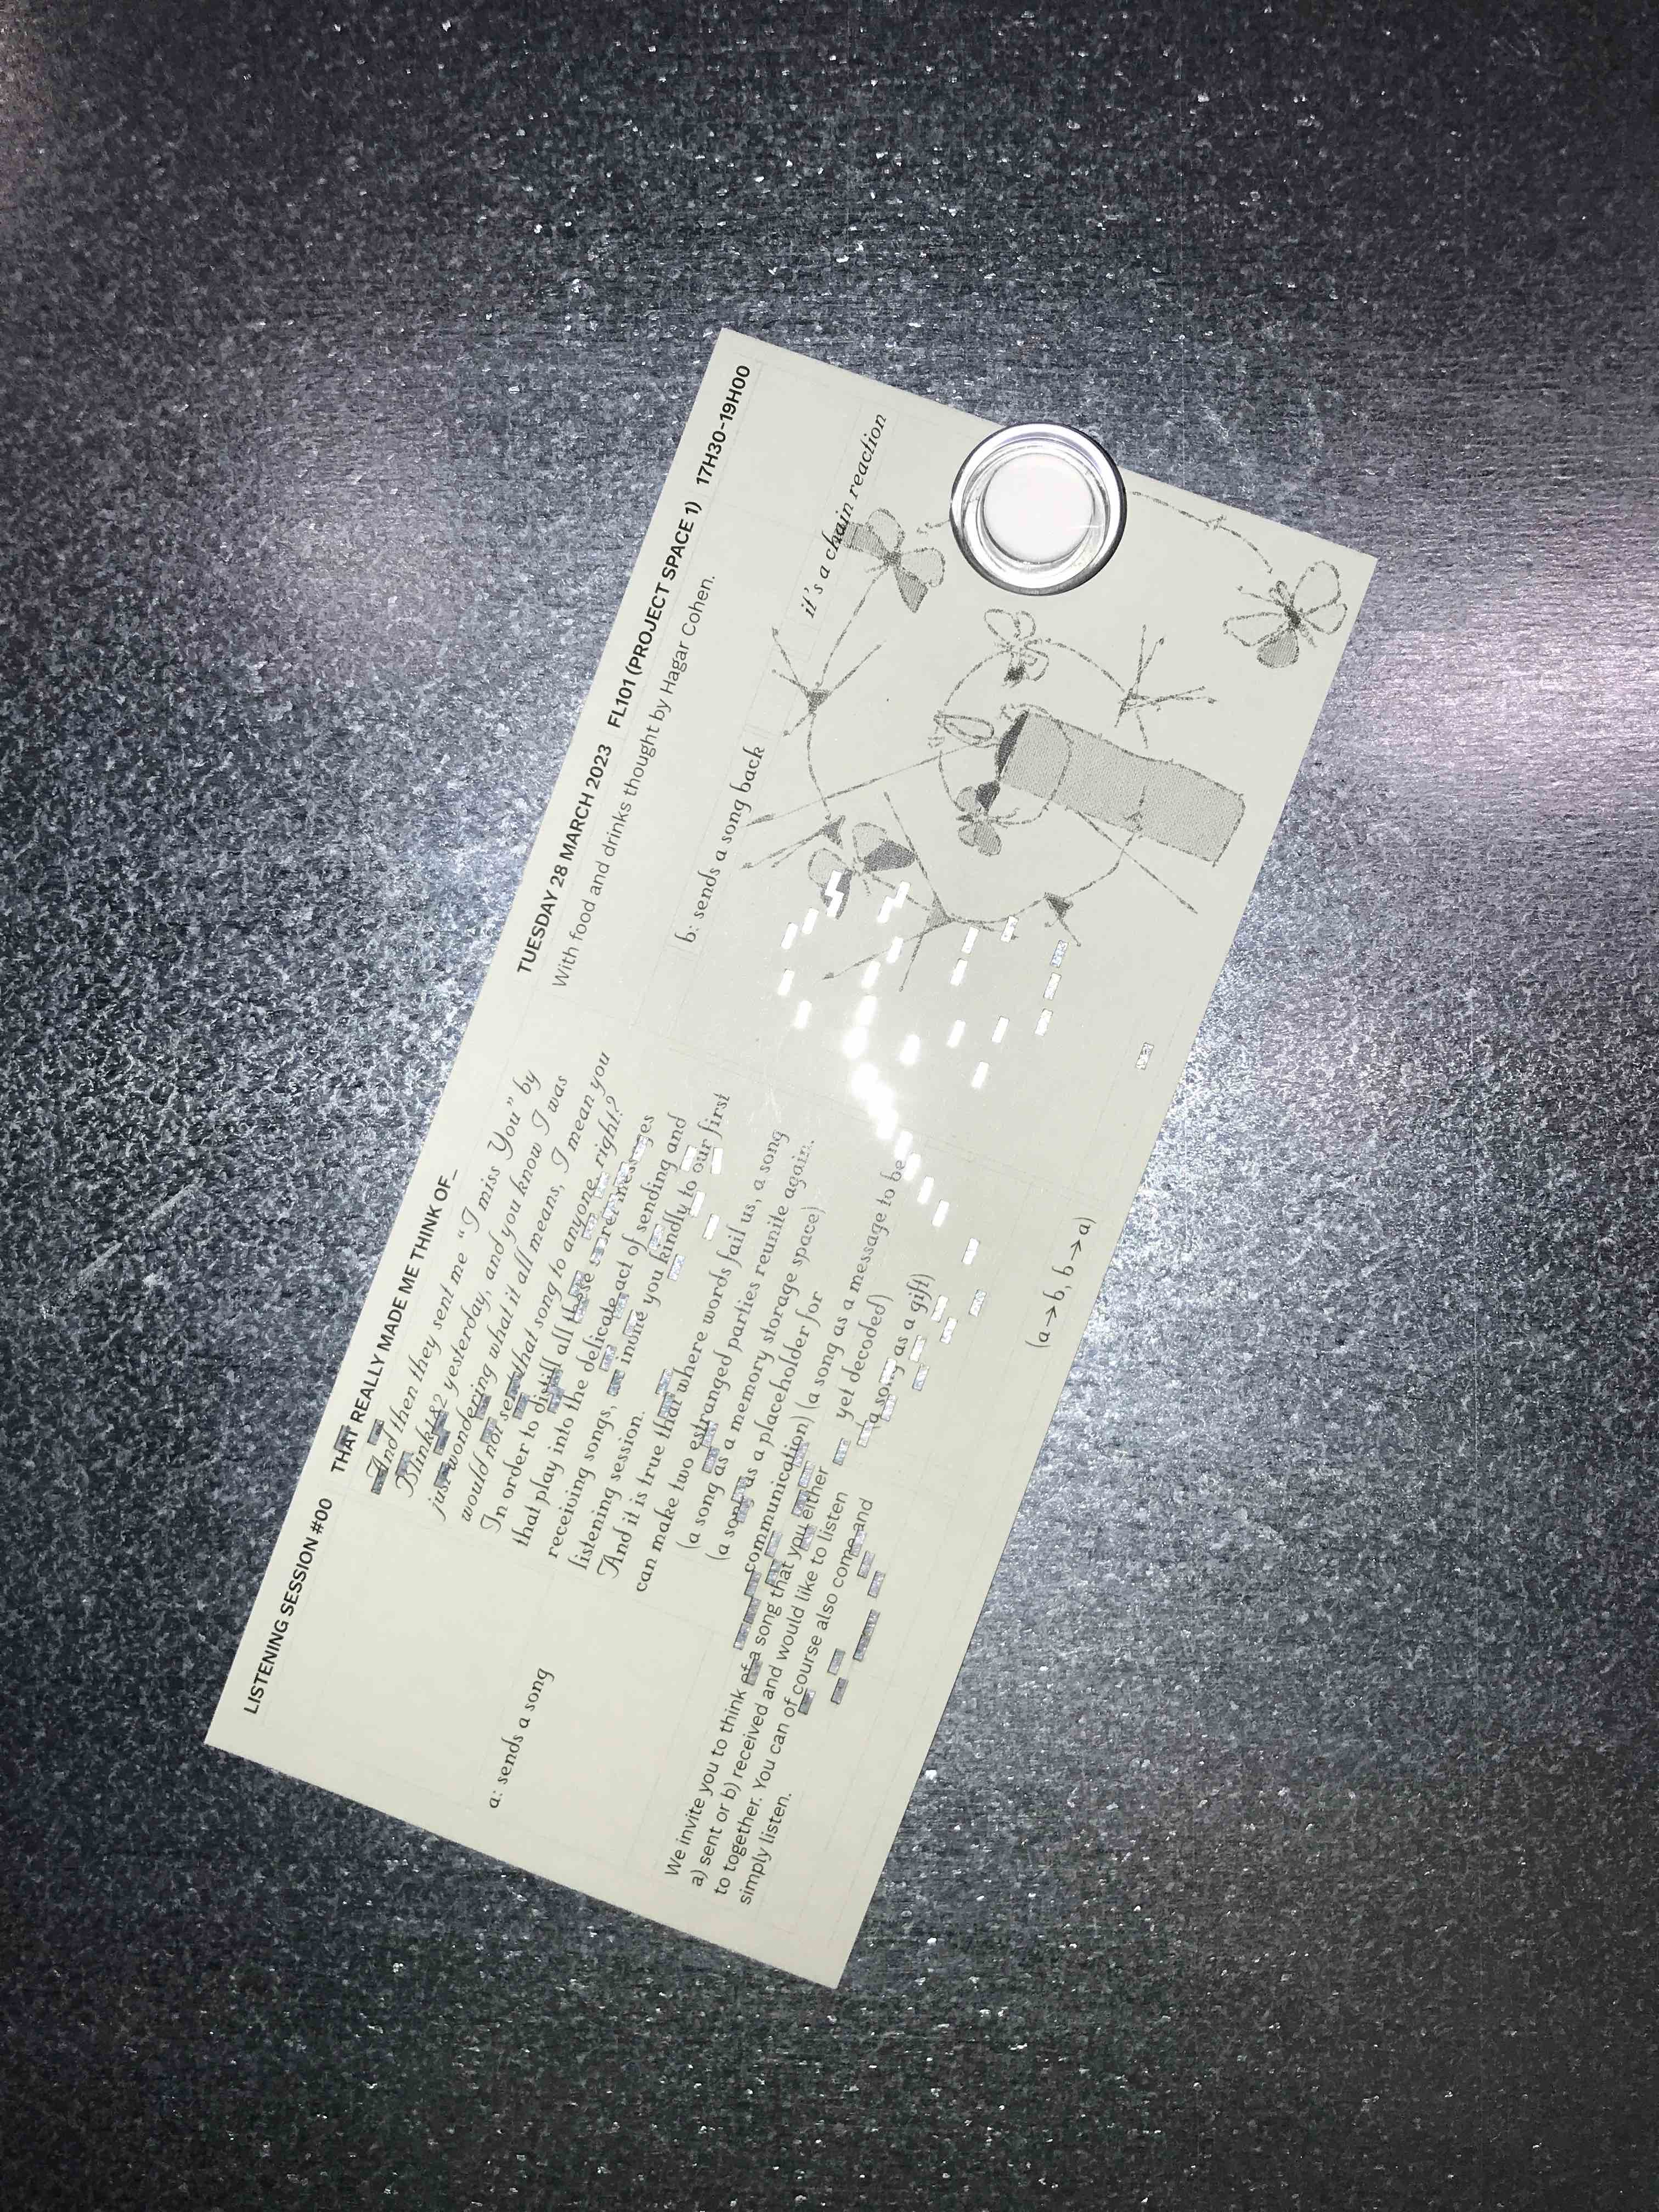 LISTENING SESSION #00
THAT REALLY MADE ME THINK OF_
TUESDAY 28 MARCH 2023
FL101 (PROJECT SPACE 1)
17H30-19H00
With food and drinks thought by Hagar Cohen.
And then they sent me “I miss You” by
Blink182 yesterday, and you know I was
just wondering what it all means, I mean you
would not send that song to anyone right?
In order to distill all these secret messages
that play into the delicate act of sending and
receiving songs, invite you kindly to our first
listening session.
And it is true that where words fail us, a song
can make two estranged parties reunite again.
(a song as a memory storage space)
(a song as a placeholder for
communication) (a song as a message to be
yet decoded)
(a song as a gift)
a: sends a song
b: sends a song back
it's a chain reaction
We invite you to think of a song that you either
a) sent or b) received and would like to listen
to together. You can of course also come and
simply listen.
(a→b, b→a)